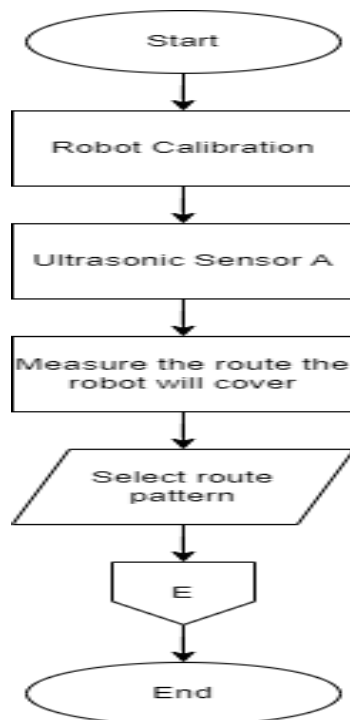 Start
Robot Calibration
Ultrasonic Sensor A
Measure the route the
robot will cover
Select route
pattern
E
End